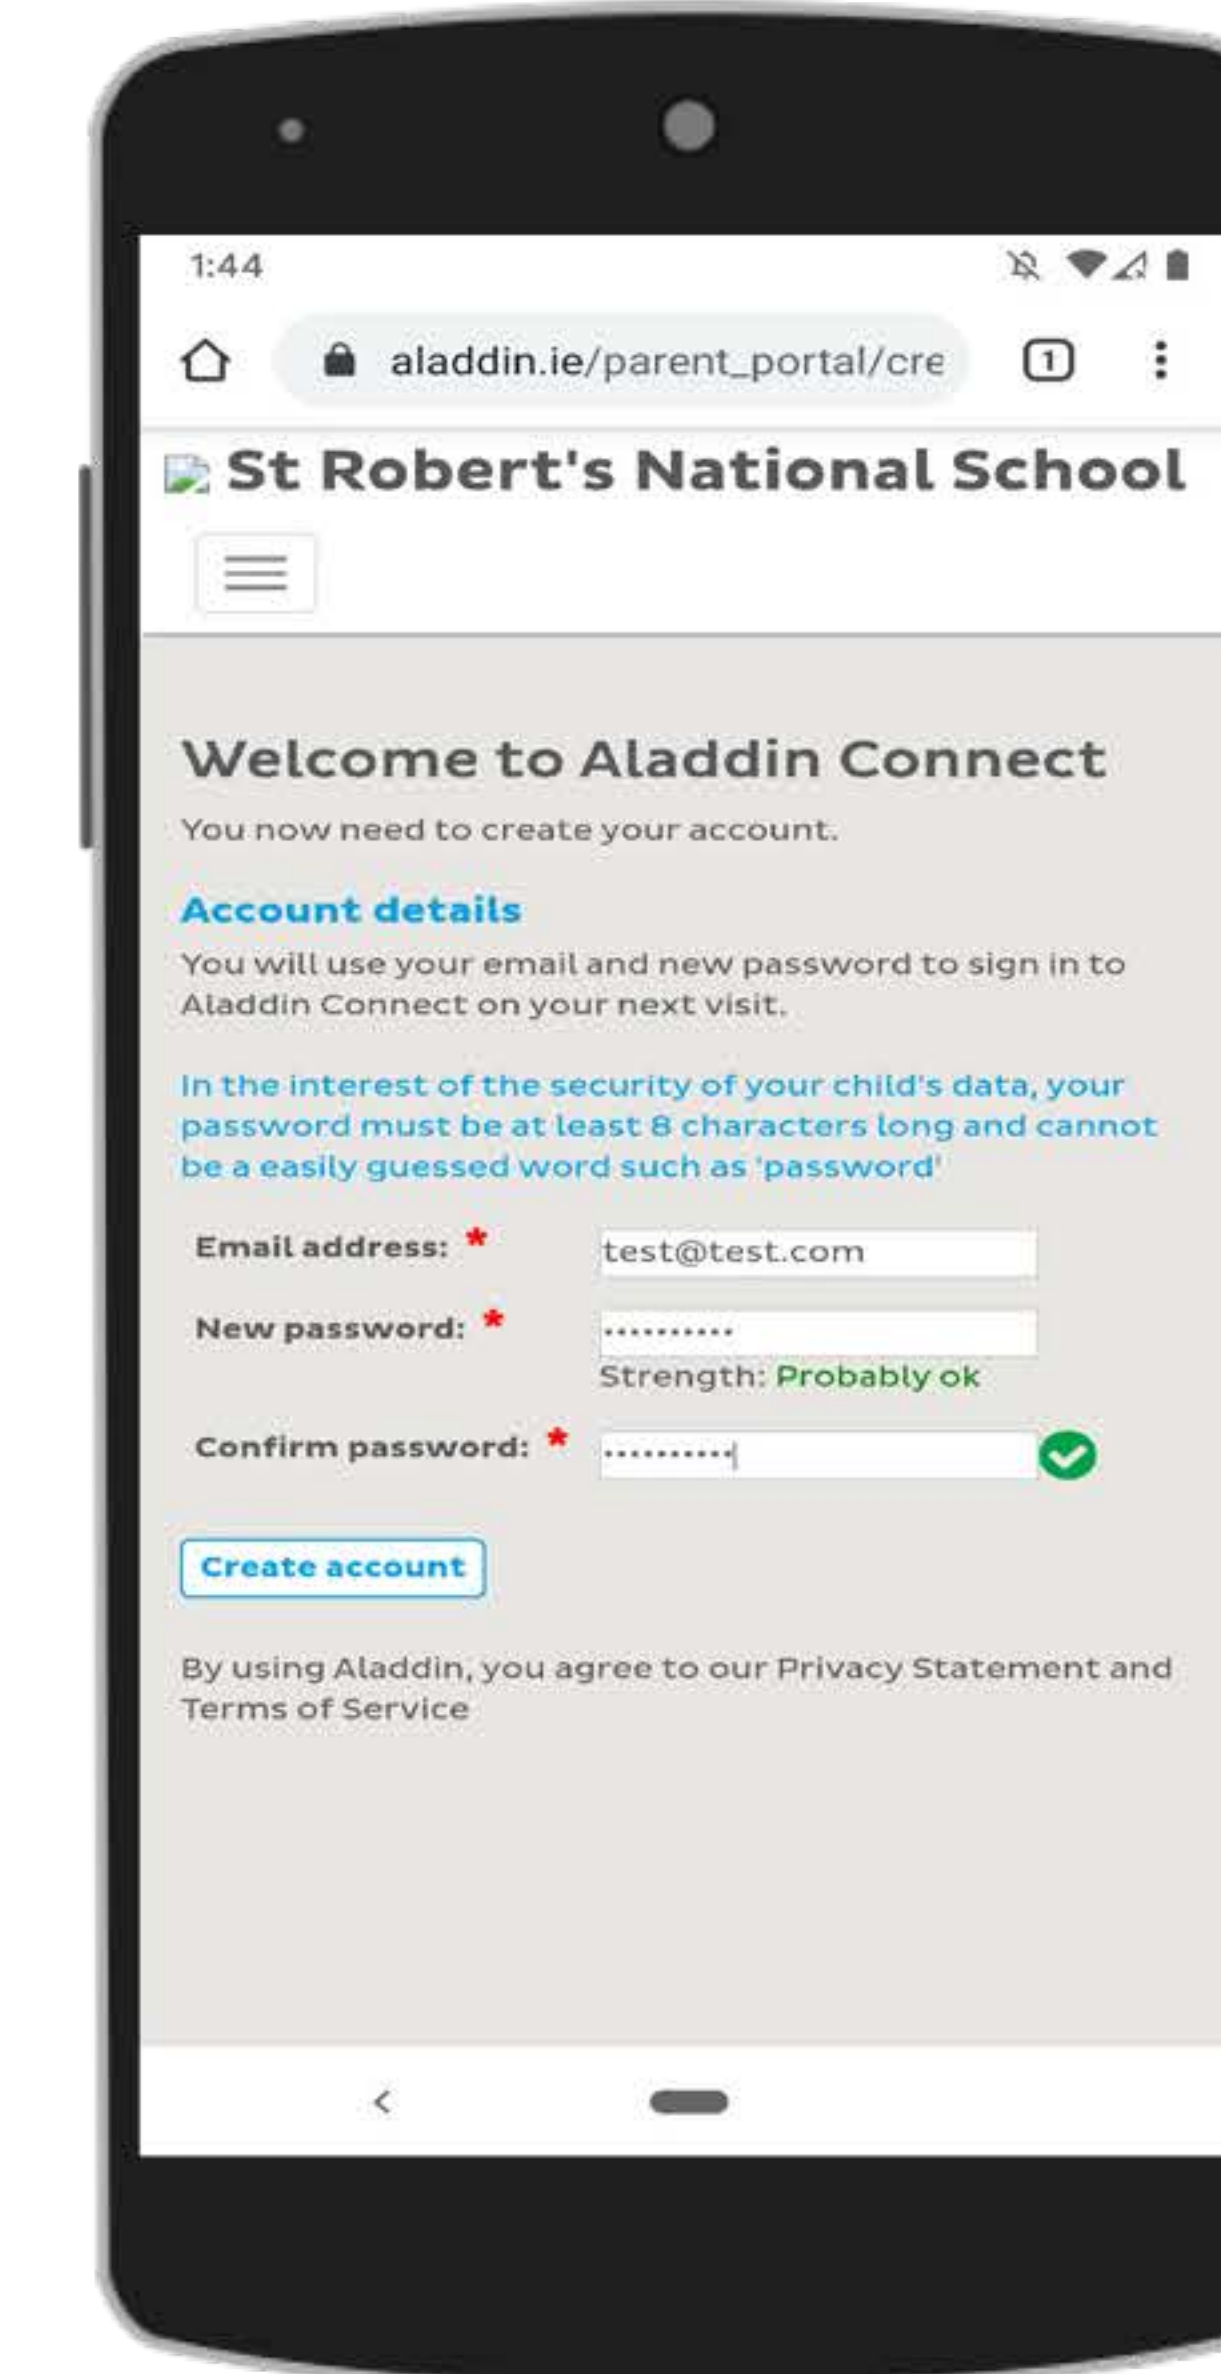 1:44
aladdin.ie/parent_portal/cre
1
St Robert's National School
Welcome to Aladdin Connect
You now need to create your account.
Account details
You will use your email and new password to sign in to
Aladdin Connect on your next visit.
In the interest of the security of your child's data, your
password must be at least 8 characters long and cannot
be a easily guessed word such as 'password'
Email address: * test@test.com
New password: * ••••••••••
Strength: Probably ok
Confirm password: * ••••••••••
Create account
By using Aladdin, you agree to our Privacy Statement and
Terms of Service